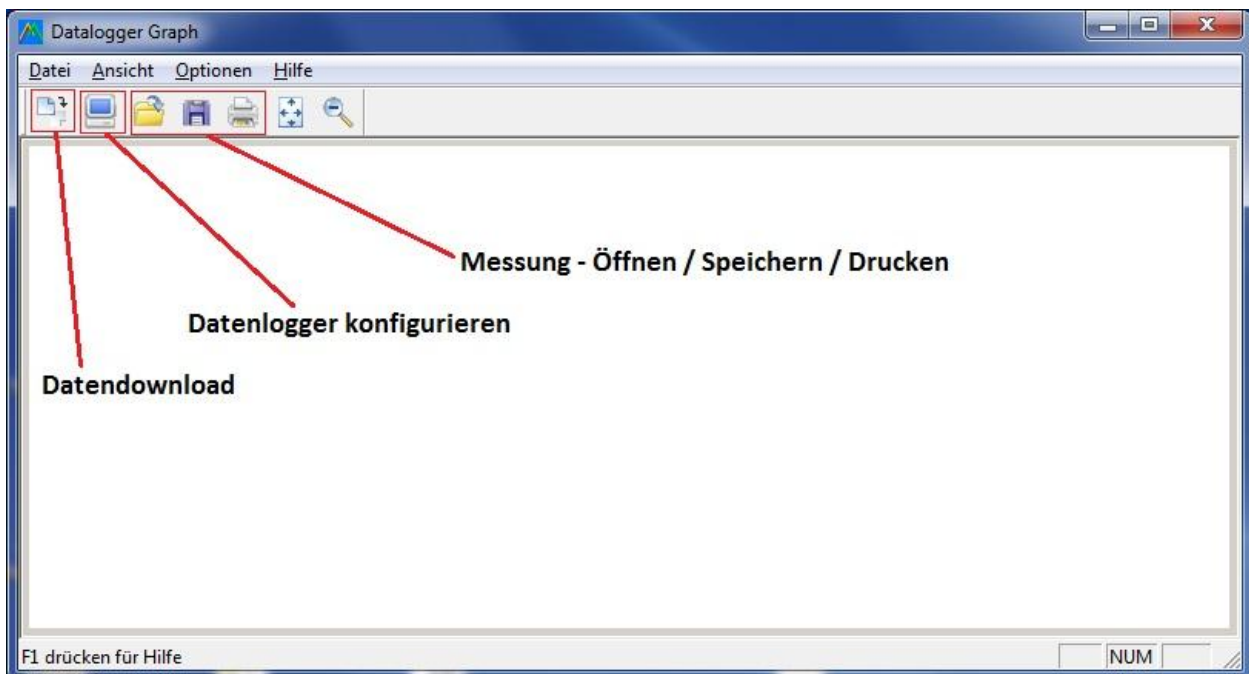 Datalogger Graph
Datei Ansicht Optionen Hilfe
Messung - Öffnen / Speichern / Drucken
Datenlogger konfigurieren
Datendownload
F1 drücken für Hilfe NUM